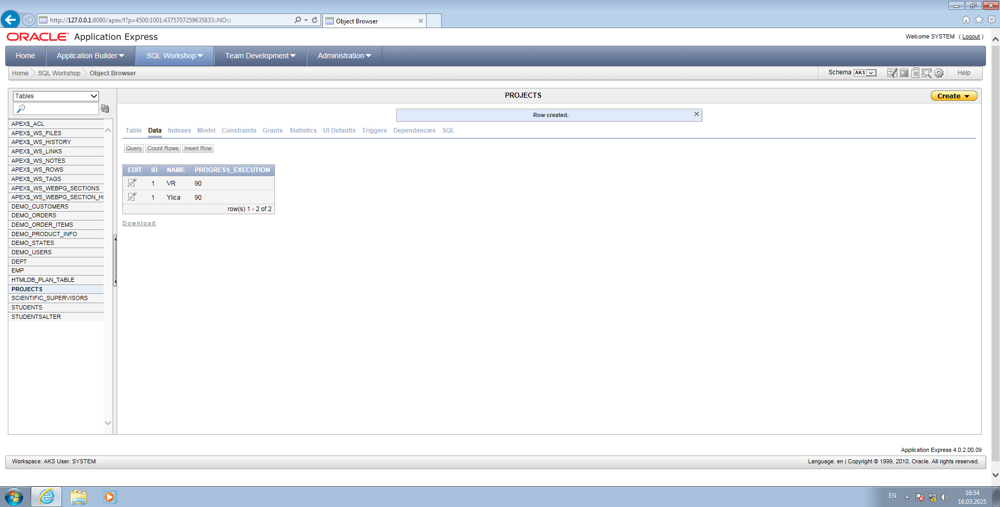 http://127.0.0.1:8080/apex/f?p=4500:1001:4375707259635833::NO:::
Object Browser
ORACLE Application Express
Welcome SYSTEM ( Logout )
Home Application Builder SQL Workshop Team Development Administration
Home SQL Workshop Object Browser
Schema AKS Help
Tables
PROJECTS
Create
Row created.
Table Data Indexes Model Constraints Grants Statistics UI Defaults Triggers Dependencies SQL
Query Count Rows Insert Row
EDIT ID NAME PROGRESS_EXECUTION
1 VR 90
1 Ylica 90
row(s) 1 - 2 of 2
Download
APEX$_ACL
APEX$_WS_FILES
APEX$_WS_HISTORY
APEX$_WS_LINKS
APEX$_WS_NOTES
APEX$_WS_ROWS
APEX$_WS_TAGS
APEX$_WS_WEBPG_SECTIONS
APEX$_WS_WEBPG_SECTION_HI
DEMO_CUSTOMERS
DEMO_ORDERS
DEMO_ORDER_ITEMS
DEMO_PRODUCT_INFO
DEMO_STATES
DEMO_USERS
DEPT
EMP
HTMLDB_PLAN_TABLE
PROJECTS
SCIENTIFIC_SUPERVISORS
STUDENTS
STUDENTSALTER
Application Express 4.0.2.00.09
Workspace: AKS User: SYSTEM
Language: en | Copyright © 1999, 2010, Oracle. All rights reserved.
EN
16:54
16.03.2025